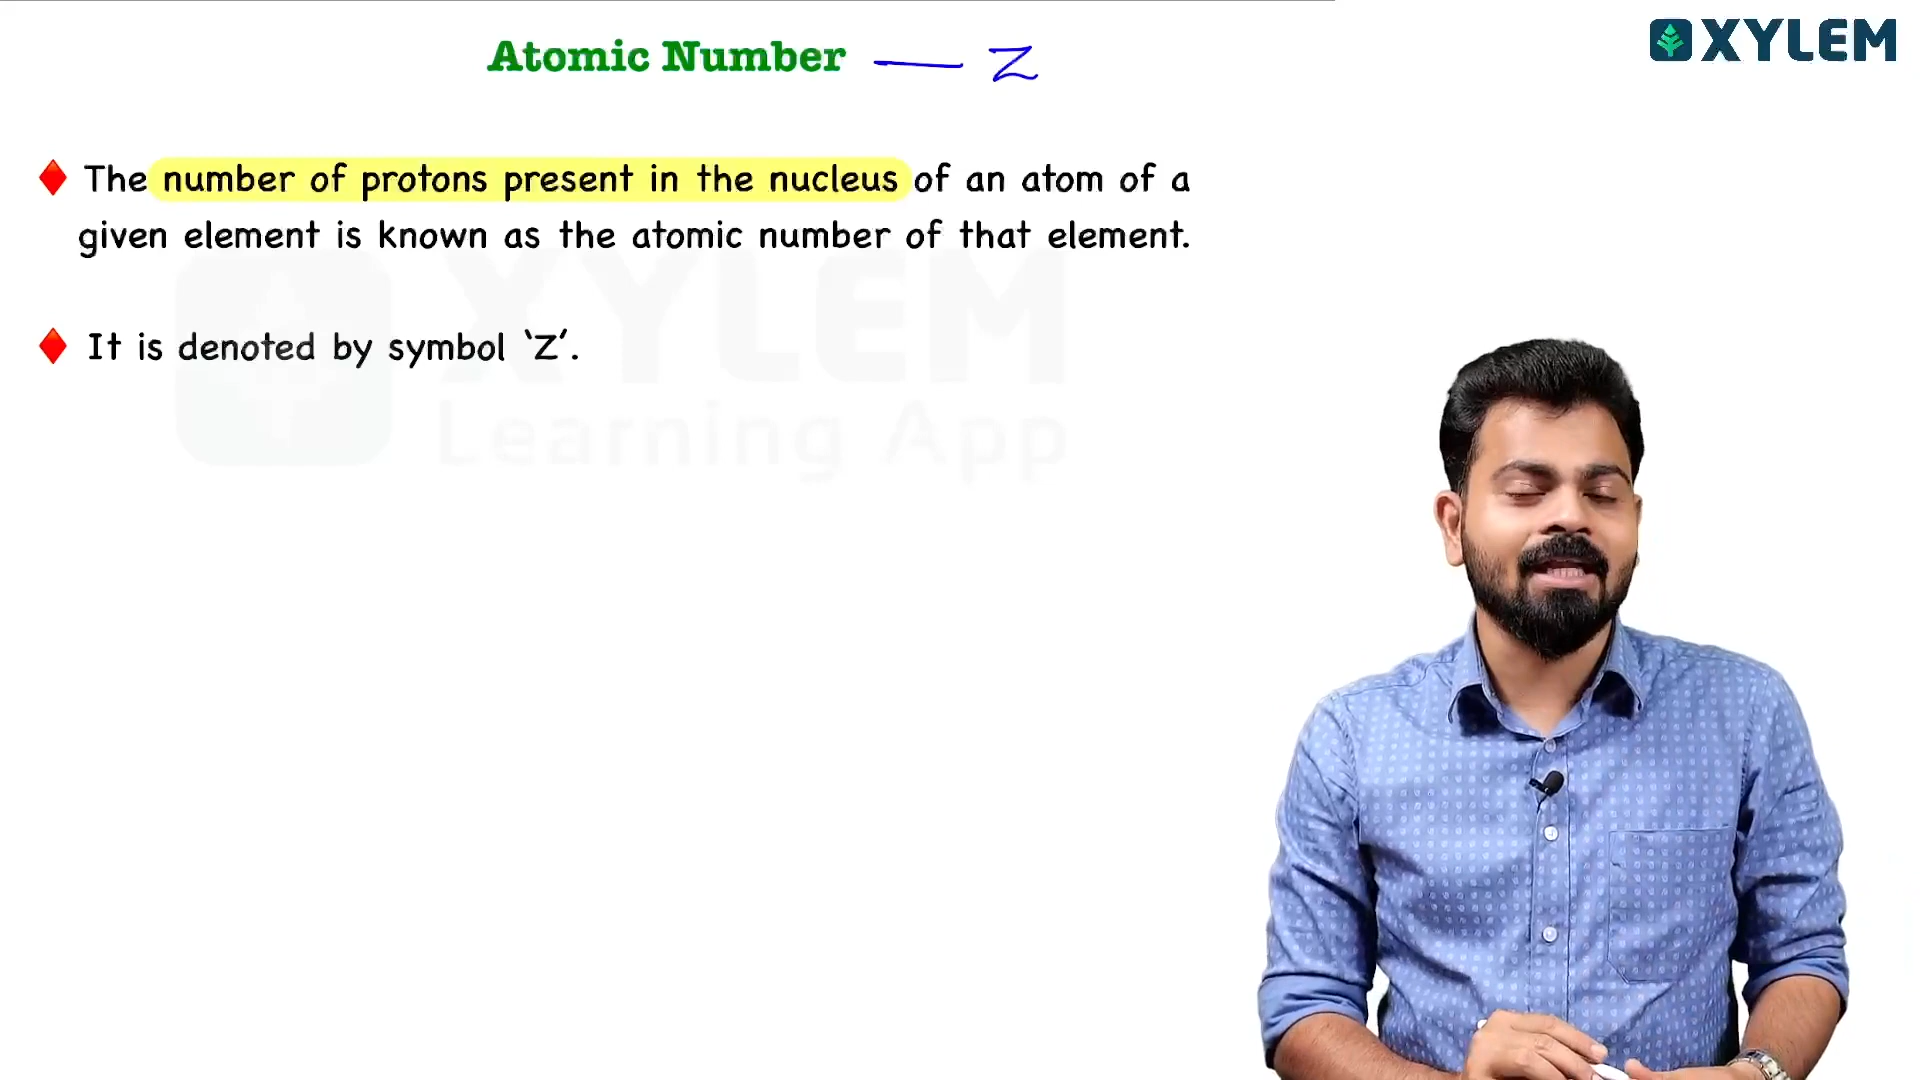 Atomic Number — Z
XYLEM
The number of protons present in the nucleus of an atom of a
given element is known as the atomic number of that element.
It is denoted by symbol ‘Z’.
XYLEM
Learning App